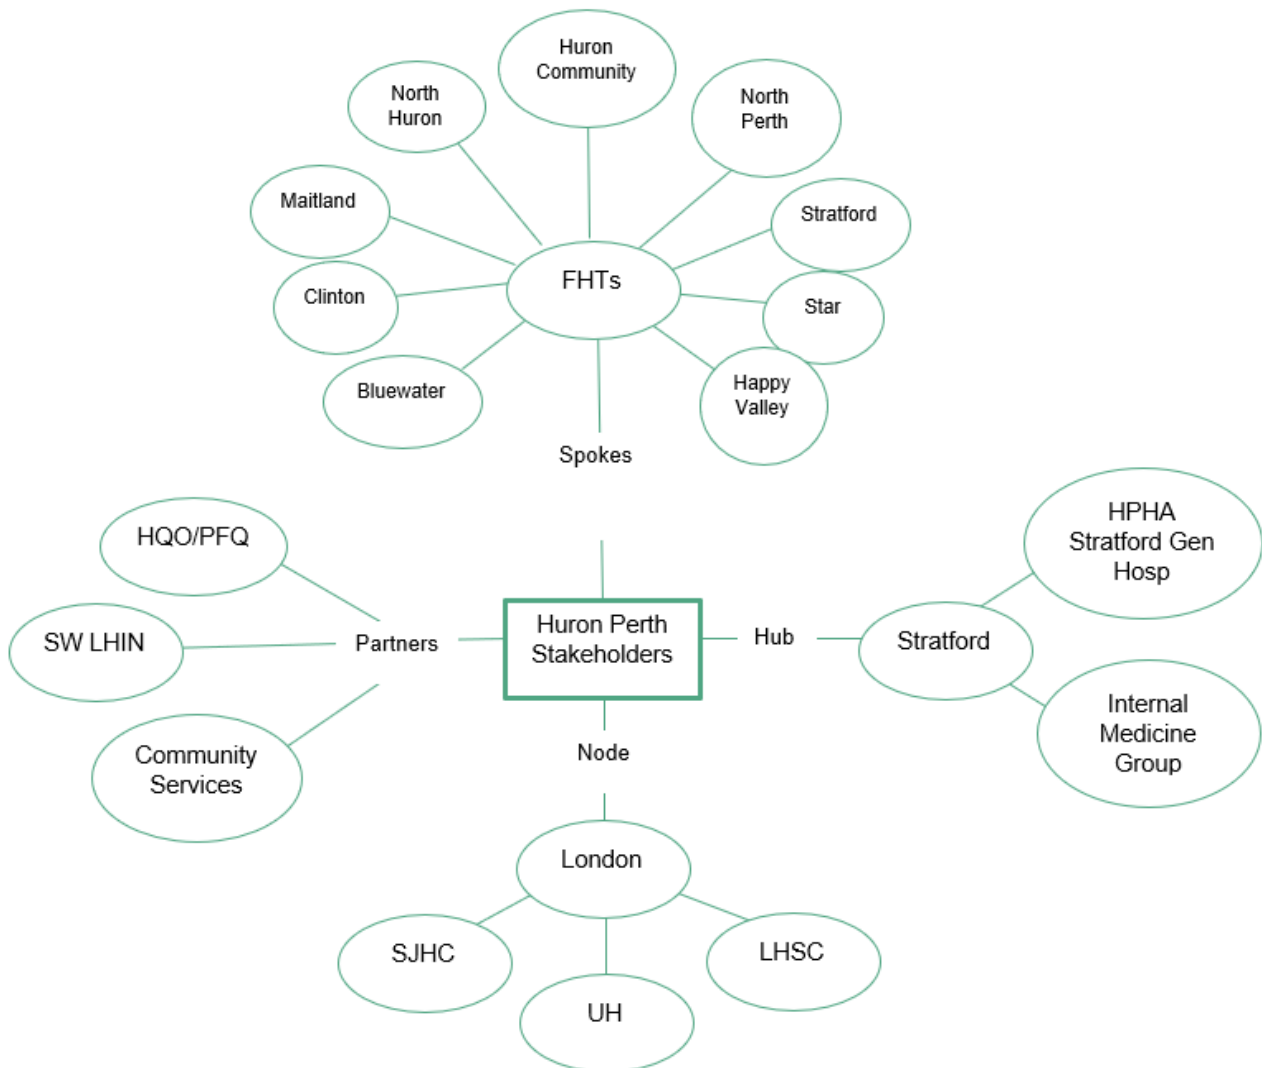 Huron
Community
North
Huron
North
Perth
Maitland
Stratford
FHTs
Clinton
Star
Bluewater
Happy
Valley
Spokes
HQO/PFQ
HPHA
Stratford Gen
Hosp
SW LHIN
Partners
Huron Perth
Stakeholders
Hub
Stratford
Community
Services
Node
Internal
Medicine
Group
London
SJHC
LHSC
UH